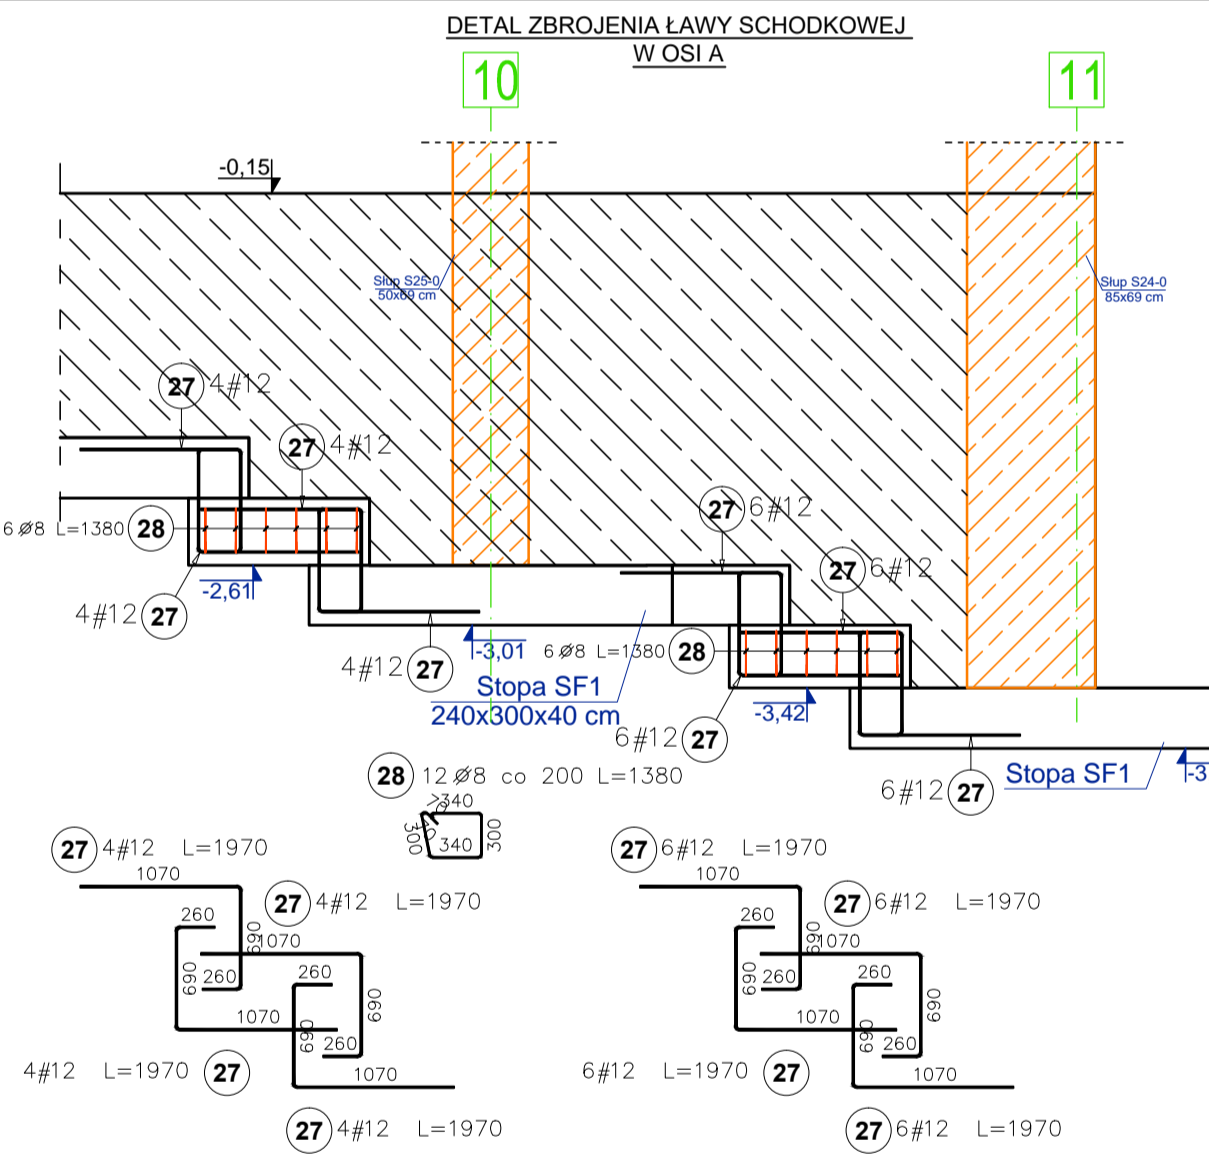 DETAL ZBROJENIA ŁAWY SCHODKOWEJ
W OSI A
10
11
-0,15
Słup S25-0
50x69 cm
Słup S24-0
85x69 cm
27 4#12
27 4#12
6 ⌀8 L=1380 28
-2,61
4#12 27
27 6#12
27 6#12
4#12 27
-3,01
6 ⌀8 L=1380 28
Stopa SF1
240x300x40 cm
-3,42
6#12 27
6#12 27
Stopa SF1
-3
28 12 ⌀8 co 200 L=1380
340
300
340
300
27 4#12 L=1970
1070
27 4#12 L=1970
260
690
1070
690
260
260
690
1070
690
260
4#12 L=1970 27
1070
27 4#12 L=1970
27 6#12 L=1970
1070
27 6#12 L=1970
260
690
1070
690
260
260
690
1070
690
260
6#12 L=1970 27
1070
27 6#12 L=1970